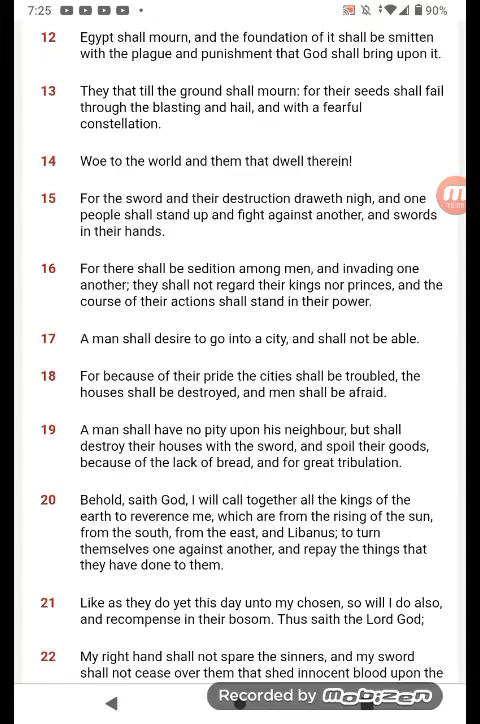 7:25 90%
12 Egypt shall mourn, and the foundation of it shall be smitten
with the plague and punishment that God shall bring upon it.
13 They that till the ground shall mourn: for their seeds shall fail
through the blasting and hail, and with a fearful
constellation.
14 Woe to the world and them that dwell therein!
15 For the sword and their destruction draweth nigh, and one
people shall stand up and fight against another, and swords
in their hands.
16 For there shall be sedition among men, and invading one
another; they shall not regard their kings nor princes, and the
course of their actions shall stand in their power.
17 A man shall desire to go into a city, and shall not be able.
18 For because of their pride the cities shall be troubled, the
houses shall be destroyed, and men shall be afraid.
19 A man shall have no pity upon his neighbour, but shall
destroy their houses with the sword, and spoil their goods,
because of the lack of bread, and for great tribulation.
20 Behold, saith God, I will call together all the kings of the
earth to reverence me, which are from the rising of the sun,
from the south, from the east, and Libanus; to turn
themselves one against another, and repay the things that
they have done to them.
21 Like as they do yet this day unto my chosen, so will I do also,
and recompense in their bosom. Thus saith the Lord God;
22 My right hand shall not spare the sinners, and my sword
shall not cease over them that shed innocent blood upon the
Recorded by mobizen